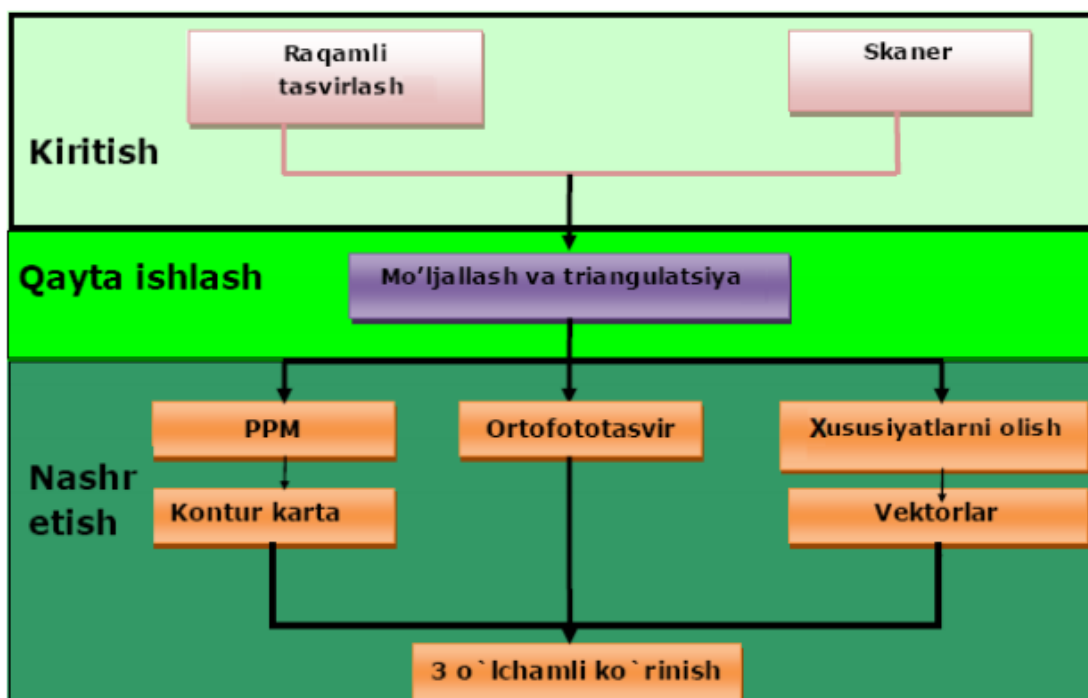 Raqamli
tasvirlash
Skaner
Kiritish
Qayta ishlash
Mo’ljallash va triangulatsiya
PPM
Ortofototasvir
Xususiyatlarni olish
Nashr
etish
Kontur karta
Vektorlar
3 o`lchamli ko`rinish